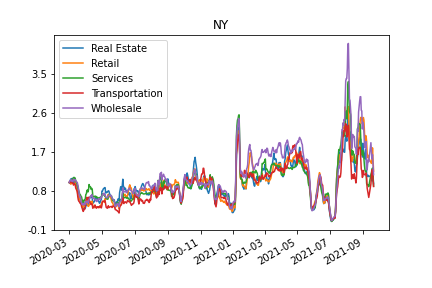 NY
Real Estate
Retail
Services
Transportation
Wholesale
3.5
2.6
1.7
0.8
-0.1
2020-03 2020-05 2020-07 2020-09 2020-11 2021-01 2021-03 2021-05 2021-07 2021-09